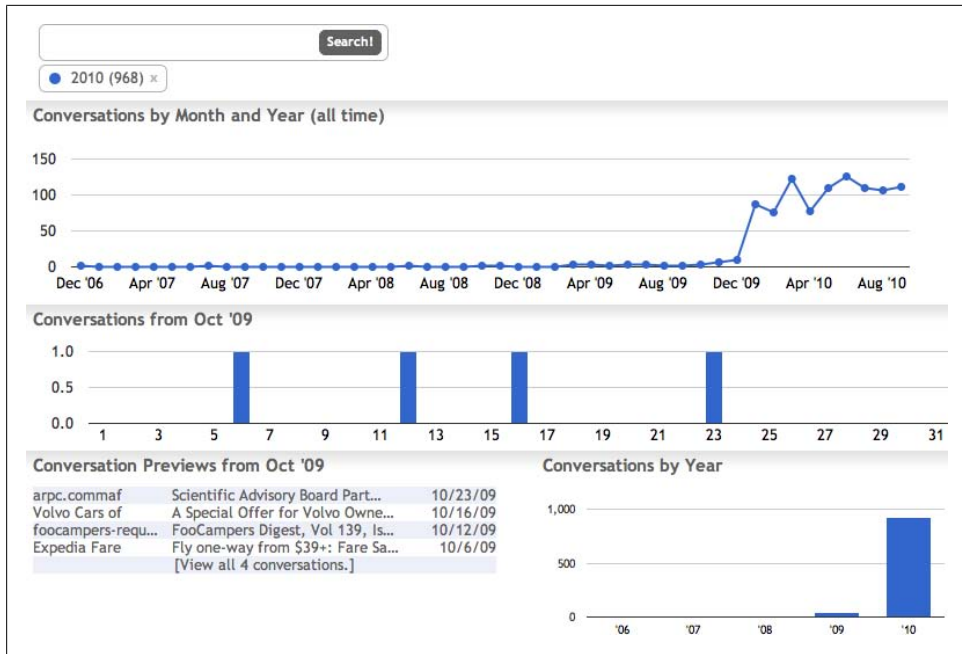 Search!
2010 (968) x
Conversations by Month and Year (all time)
150
100
50
0
Dec '06 Apr '07 Aug '07 Dec '07 Apr '08 Aug '08 Dec '08 Apr '09 Aug '09 Dec '09 Apr '10 Aug '10
Conversations from Oct '09
1.0
0.5
0.0
1 3 5 7 9 11 13 15 17 19 21 23 25 27 29 31
Conversation Previews from Oct '09
arpc.commaf Scientific Advisory Board Part... 10/23/09
Volvo Cars of A Special Offer for Volvo Owne... 10/16/09
foocampers-requ... FooCampers Digest, Vol 139, Is... 10/12/09
Expedia Fare Fly one-way from $39+: Fare Sa... 10/6/09
[View all 4 conversations.]
Conversations by Year
1,000
500
0
'06 '07 '08 '09 '10